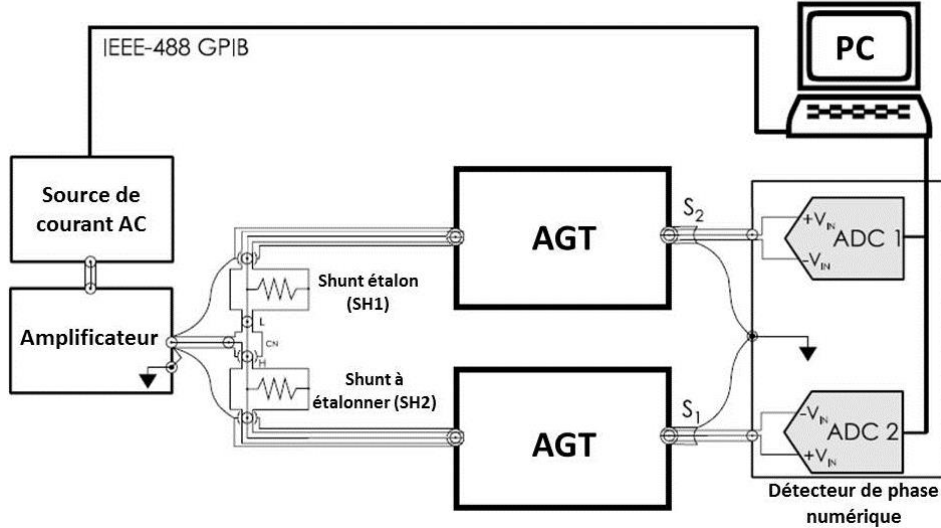 IEEE-488 GPIB
PC
Source de
courant AC
Amplificateur
Shunt étalon
(SH1)
L
CN
H
Shunt à
étalonner (SH2)
AGT
S2
AGT
S1
+VIN
ADC 1
-VIN
-VIN
ADC 2
+VIN
Détecteur de phase
numérique